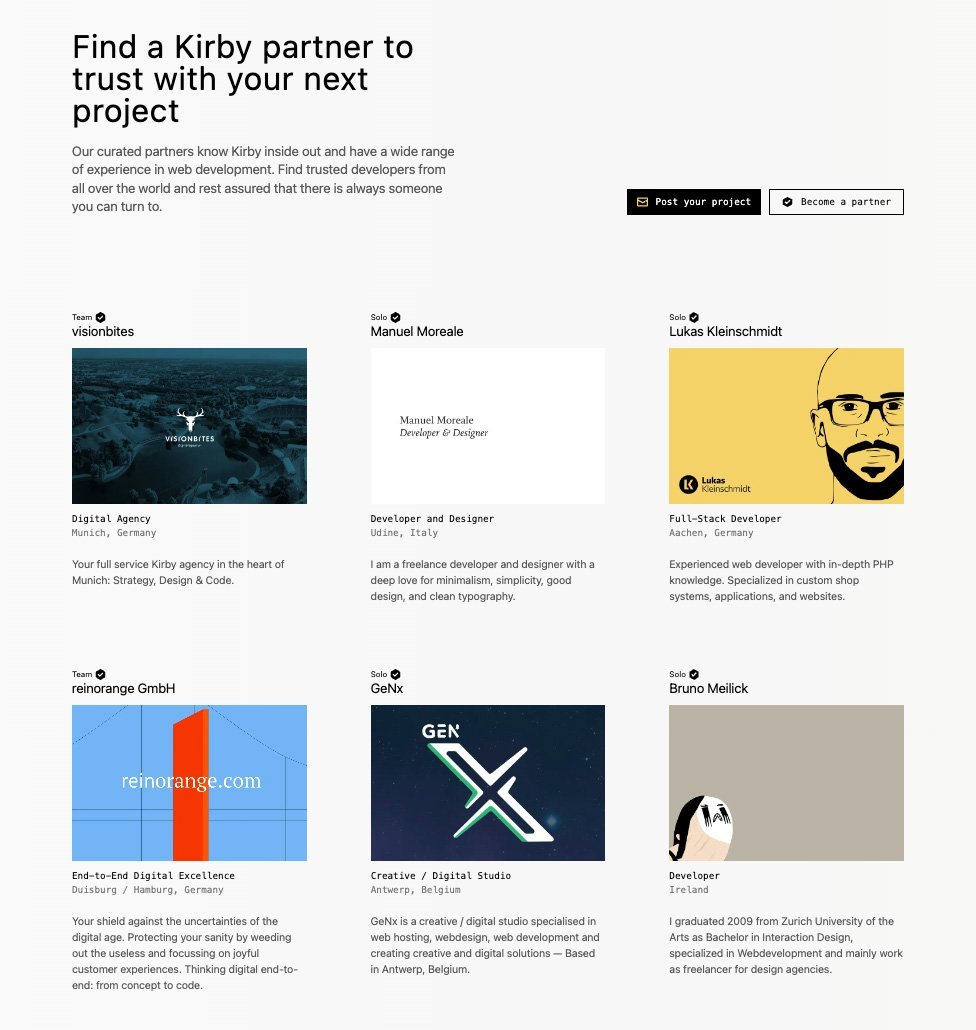 Find a Kirby partner to
trust with your next
project
Our curated partners know Kirby inside out and have a wide range
of experience in web development. Find trusted developers from
all over the world and rest assured that there is always someone
you can turn to.
Post your project
Become a partner
Team
visionbites
VISIONBITES
Digital Agency
Munich, Germany
Your full service Kirby agency in the heart of
Munich: Strategy, Design & Code.
Solo
Manuel Moreale
Manuel Moreale
Developer & Designer
Developer and Designer
Udine, Italy
I am a freelance developer and designer with a
deep love for minimalism, simplicity, good
design, and clean typography.
Solo
Lukas Kleinschmidt
Lukas
Kleinschmidt
Full-Stack Developer
Aachen, Germany
Experienced web developer with in-depth PHP
knowledge. Specialized in custom shop
systems, applications, and websites.
Team
reinorange GmbH
reinorange.com
End-to-End Digital Excellence
Duisburg / Hamburg, Germany
Your shield against the uncertainties of the
digital age. Protecting your sanity by weeding
out the useless and focussing on joyful
customer experiences. Thinking digital end-to-
end: from concept to code.
Solo
GeNx
GEN
X
Creative / Digital Studio
Antwerp, Belgium
GeNx is a creative / digital studio specialised in
web hosting, webdesign, web development and
creating creative and digital solutions — Based
in Antwerp, Belgium.
Solo
Bruno Meilick
Developer
Ireland
I graduated 2009 from Zurich University of the
Arts as Bachelor in Interaction Design,
specialized in Webdevelopment and mainly work
as freelancer for design agencies.